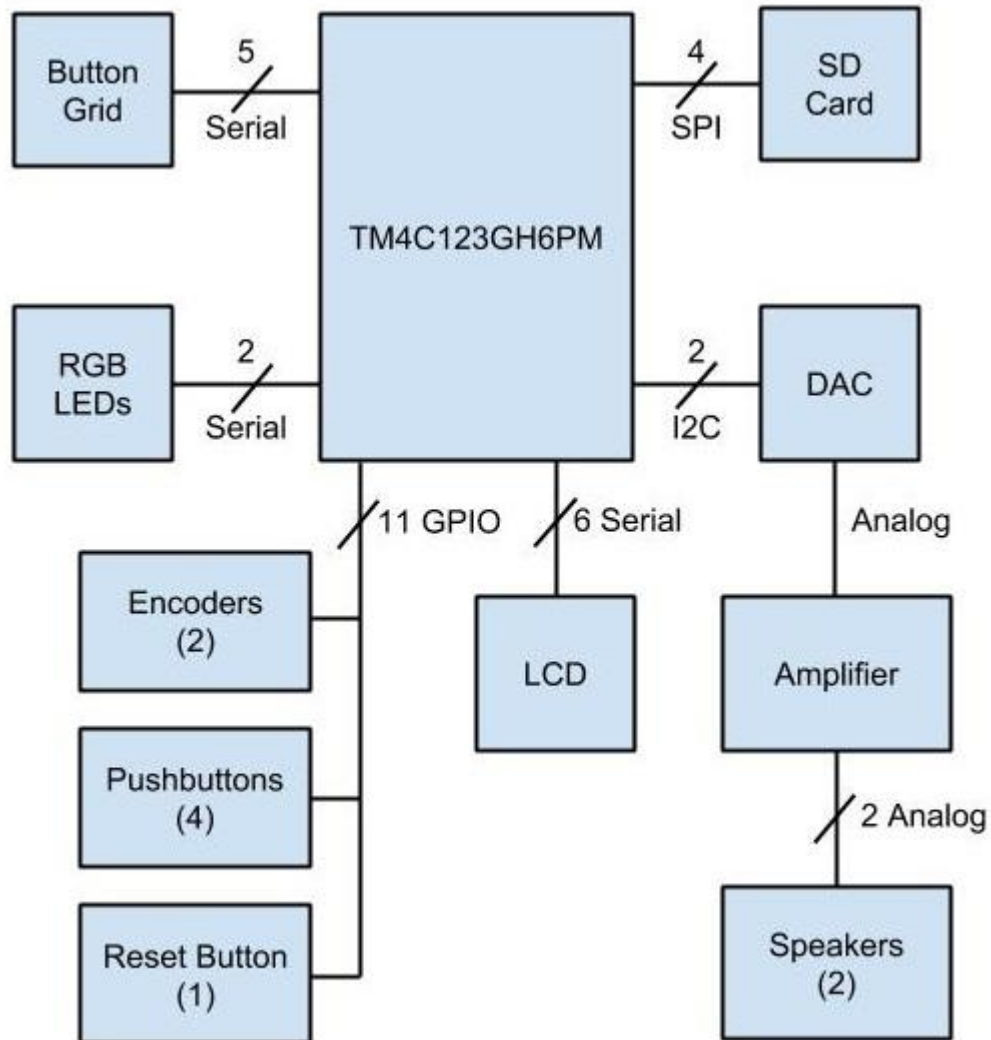 Button
Grid
5
Serial
TM4C123GH6PM
4
SPI
SD
Card
RGB
LEDs
2
Serial
2
I2C
DAC
11 GPIO
6 Serial
Analog
Encoders
(2)
LCD
Amplifier
Pushbuttons
(4)
2 Analog
Reset Button
(1)
Speakers
(2)